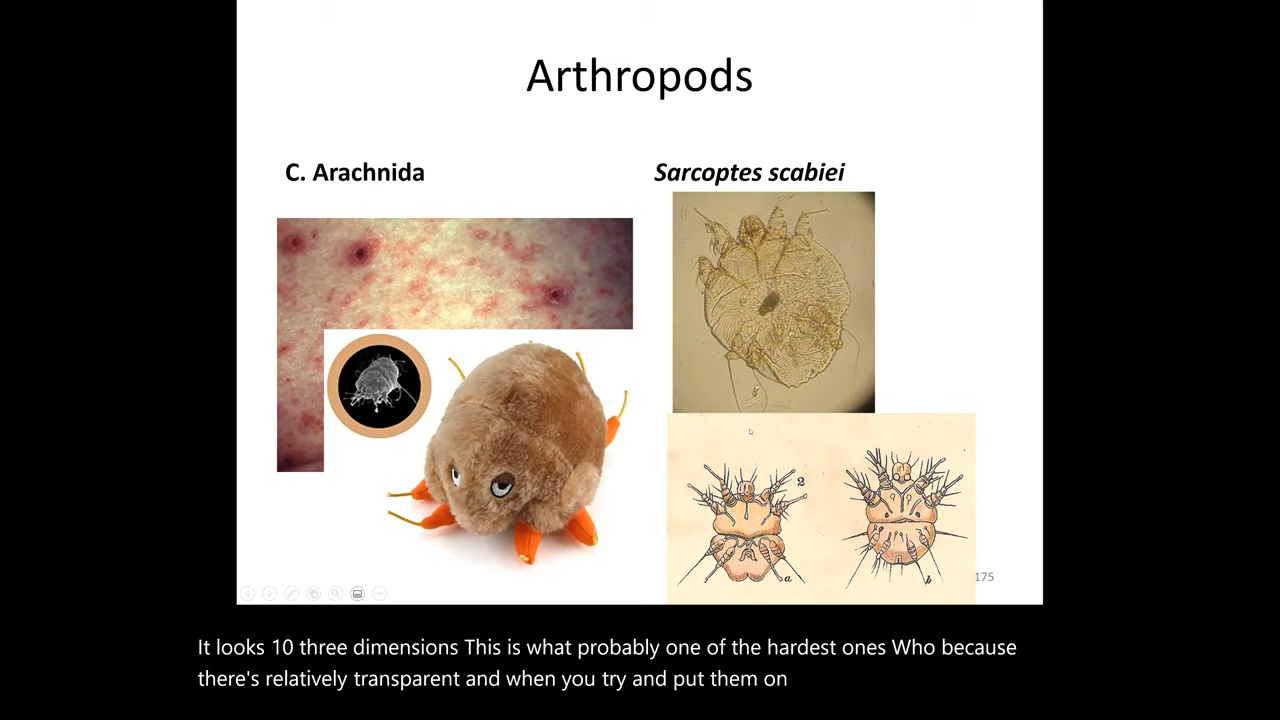 Arthropods
C. Arachnida
Sarcoptes scabiei
2
a
b
175
It looks 10 three dimensions This is what probably one of the hardest ones Who because
there's relatively transparent and when you try and put them on